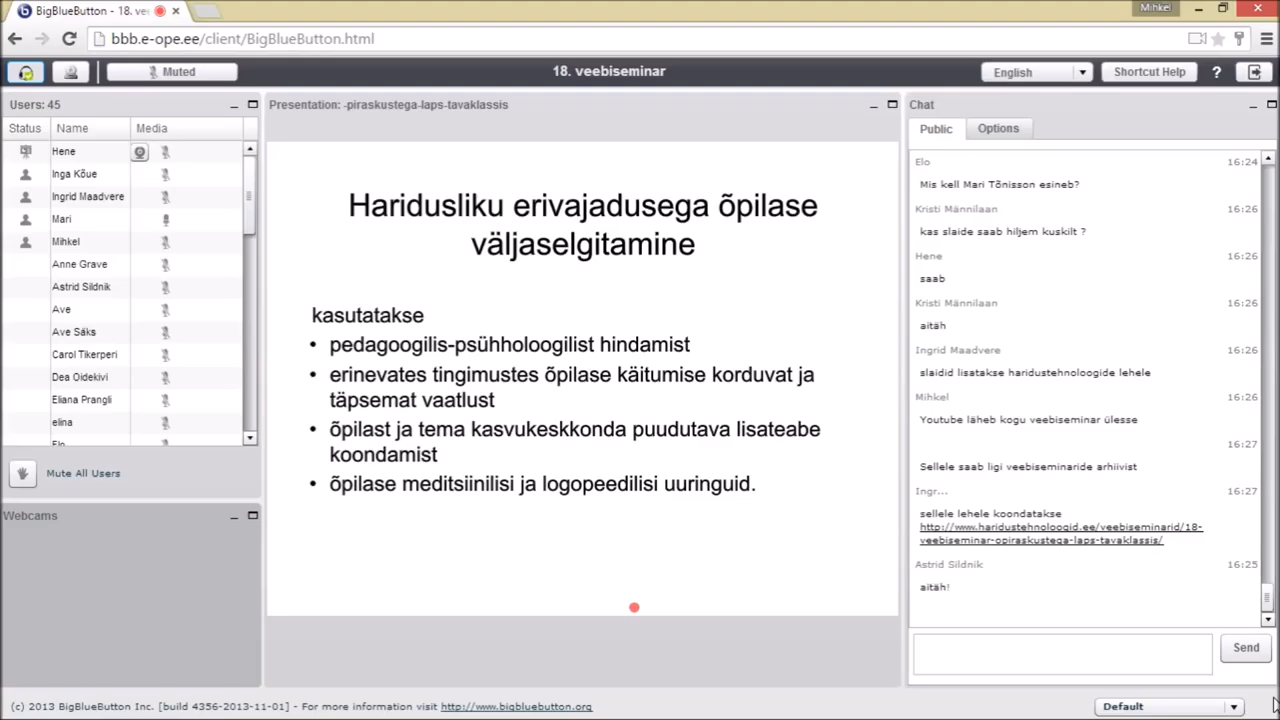 BigBlueButton - 18. vee
Mihkel
bbb.e-ope.ee/client/BigBlueButton.html
Muted
18. veebiseminar
English
Shortcut Help
?
Users: 45
Status Name Media
Hene
Inga Kõue
Ingrid Maadvere
Mari
Mihkel
Anne Grave
Astrid Sildnik
Ave
Ave Säks
Carol Tikerperi
Dea Oidekivi
Eliana Prangli
elina
Elo
Mute All Users
Webcams
Presentation: -piraskustega-laps-tavaklassis
Haridusliku erivajadusega õpilase
väljaselgitamine
kasutatakse
• pedagoogilis-psühholoogilist hindamist
• erinevates tingimustes õpilase käitumise korduvat ja
täpsemat vaatlust
• õpilast ja tema kasvukeskkonda puudutava lisateabe
koondamist
• õpilase meditsiinilisi ja logopeedilisi uuringuid.
Chat
Public Options
Elo 16:24
Mis kell Mari Tõnisson esineb?
Kristi Männilaan 16:26
kas slaide saab hiljem kuskilt ?
Hene 16:26
saab
Kristi Männilaan 16:26
aitäh
Ingrid Maadvere 16:26
slaidid lisatakse haridustehnoloogide lehele
Mihkel 16:26
Youtube läheb kogu veebiseminar ülesse
16:27
Sellele saab ligi veebiseminaride arhiivist
Ingr... 16:27
sellele lehele koondatakse
http://www.haridustehnoloogid.ee/veebiseminarid/18-
veebiseminar-opiraskustega-laps-tavaklassis/
Astrid Sildnik 16:25
aitäh!
Send
(c) 2013 BigBlueButton Inc. [build 4356-2013-11-01] - For more information visit http://www.bigbluebutton.org
Default